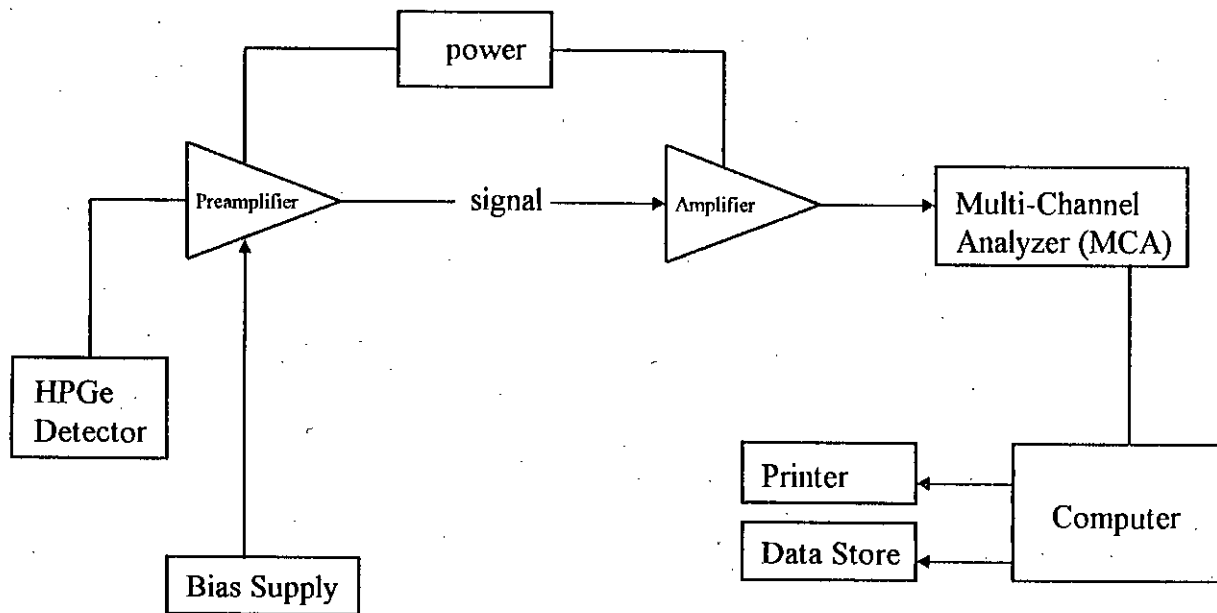 power
Preamplifier
signal
Amplifier
Multi-Channel
Analyzer (MCA)
HPGe
Detector
Printer
Computer
Data Store
Bias Supply